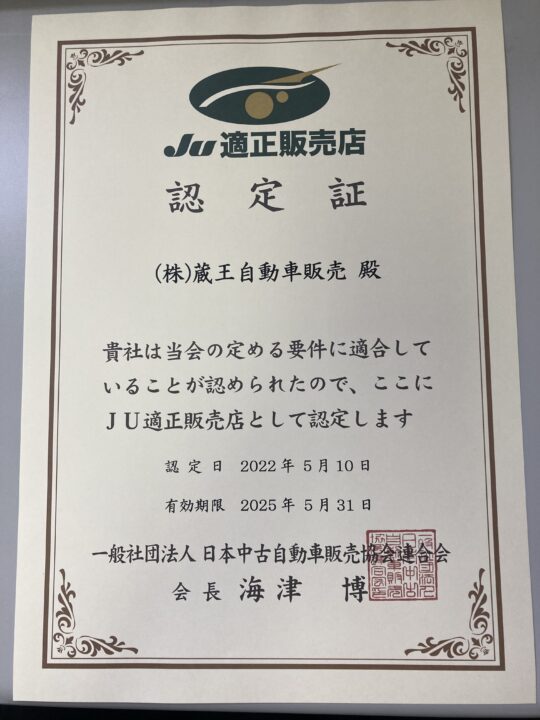 JU適正販売店
認定証
(株)蔵王自動車販売 殿
貴社は当会の定める要件に適合して
いることが認められたので、ここに
JU適正販売店として認定します
認定日 2022年 5月10日
有効期限 2025年 5月31日
一般社団法人 日本中古自動車販売協会連合会
会長 海津 博